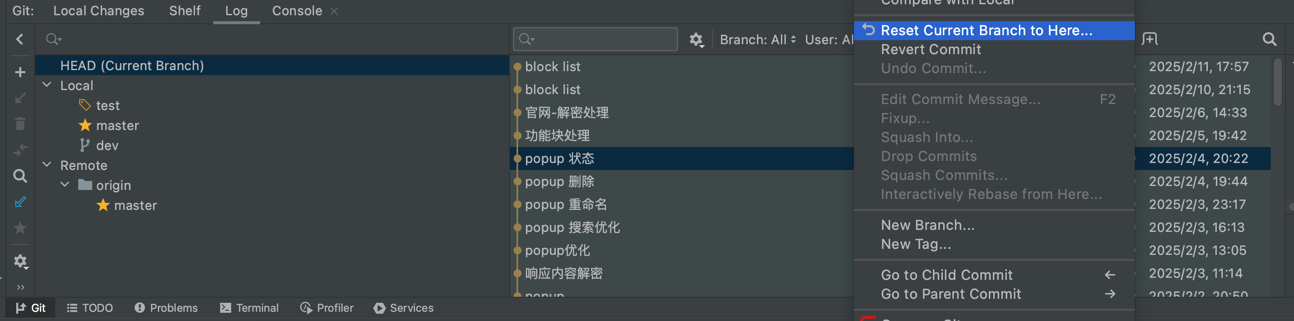 Git: Local Changes Shelf Log Console
Compare with Local
Branch: All User: Al
Reset Current Branch to Here...
HEAD (Current Branch)
block list
Revert Commit
2025/2/11, 17:57
Undo Commit...
Local
block list
2025/2/10, 21:15
test
官网-解密处理
Edit Commit Message... F2
2025/2/6, 14:33
master
功能块处理
Fixup...
Squash Into...
2025/2/5, 19:42
dev
popup 状态
Drop Commits
2025/2/4, 20:22
Remote
origin
popup 删除
Squash Commits...
2025/2/4, 19:44
master
popup 重命名
Interactively Rebase from Here...
2025/2/3, 23:17
popup 搜索优化
New Branch...
2025/2/3, 16:13
popup优化
New Tag...
2025/2/3, 13:05
响应内容解密
Go to Child Commit
2025/2/3, 11:14
popup
Go to Parent Commit
2025/2/2, 20:50
Git TODO Problems Terminal Profiler Services